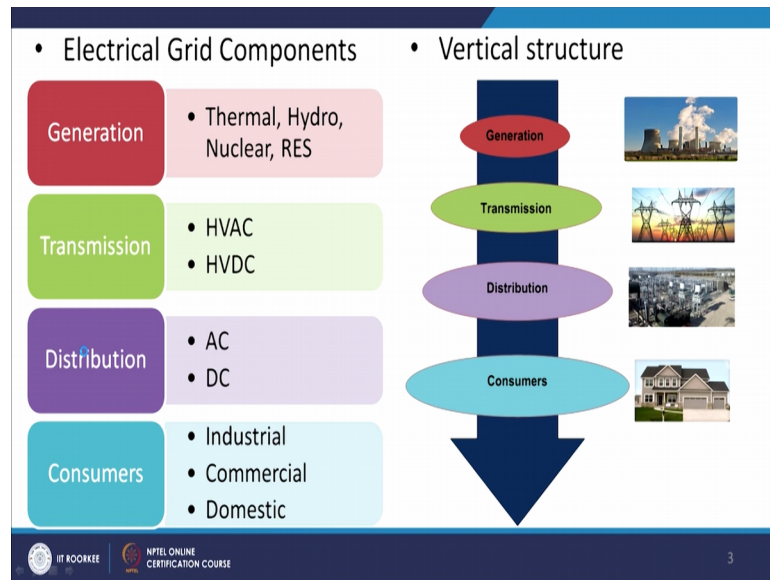 • Electrical Grid Components
Generation
• Thermal, Hydro,
Nuclear, RES
Transmission
• HVAC
• HVDC
Distribution
• AC
• DC
Consumers
• Industrial
• Commercial
• Domestic
• Vertical structure
Generation
Transmission
Distribution
Consumers
IIT ROORKEE
NPTEL
NPTEL ONLINE
CERTIFICATION COURSE
3